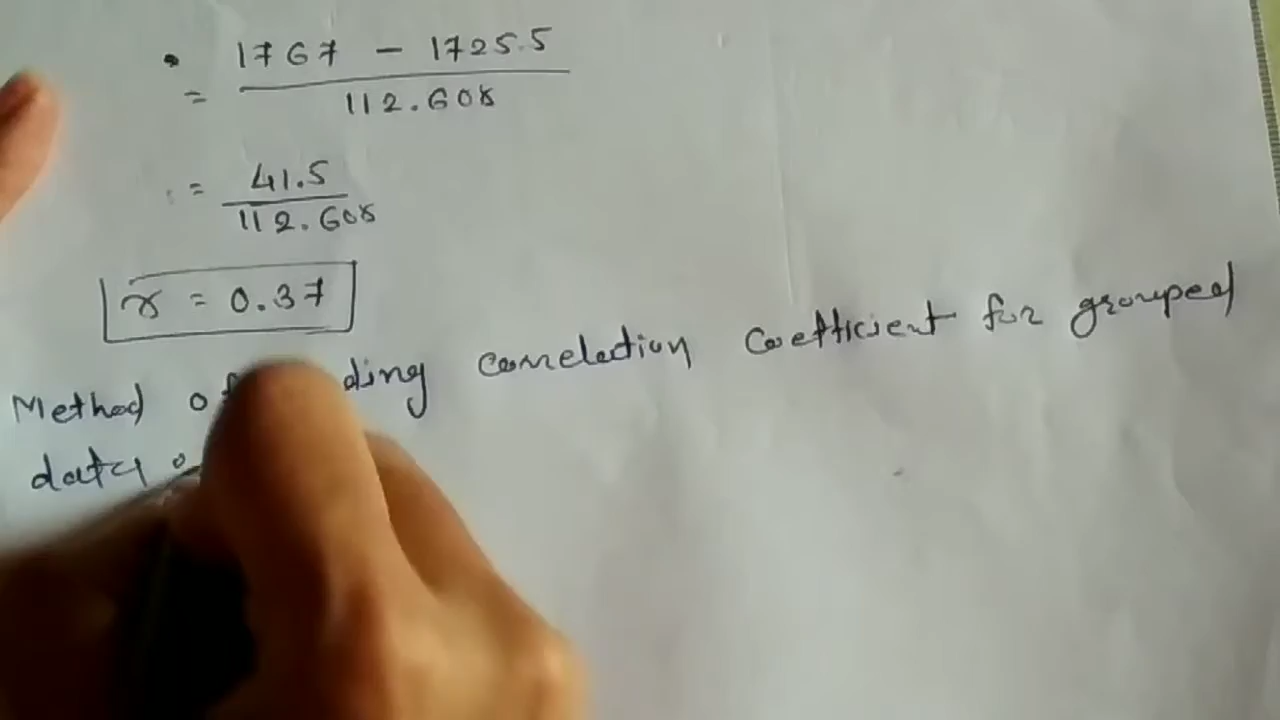 = 1767 - 1725.5
112.608
= 41.5
112.608
r = 0.37
Method ding correlation Coefficient for grouped
data